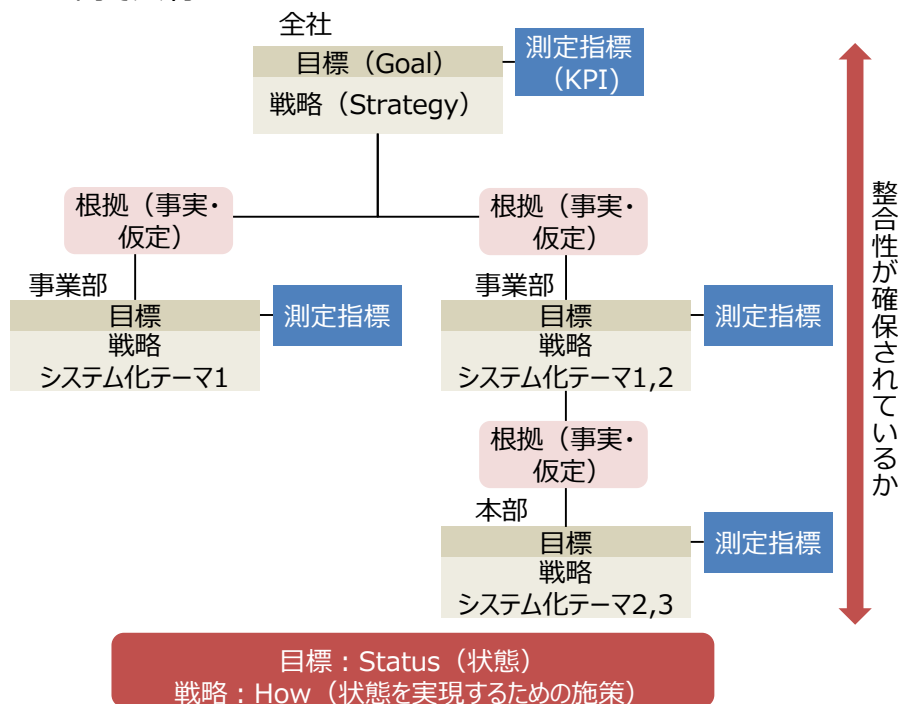 全社
目標（Goal）
測定指標
（KPI)
戦略（Strategy）
根拠（事実・
仮定）
根拠（事実・
仮定）
事業部
目標
測定指標
戦略
システム化テーマ1
事業部
目標
測定指標
戦略
システム化テーマ1,2
根拠（事実・
仮定）
本部
目標
測定指標
戦略
システム化テーマ2,3
整合性が確保されているか
目標：Status（状態）
戦略：How（状態を実現するための施策）